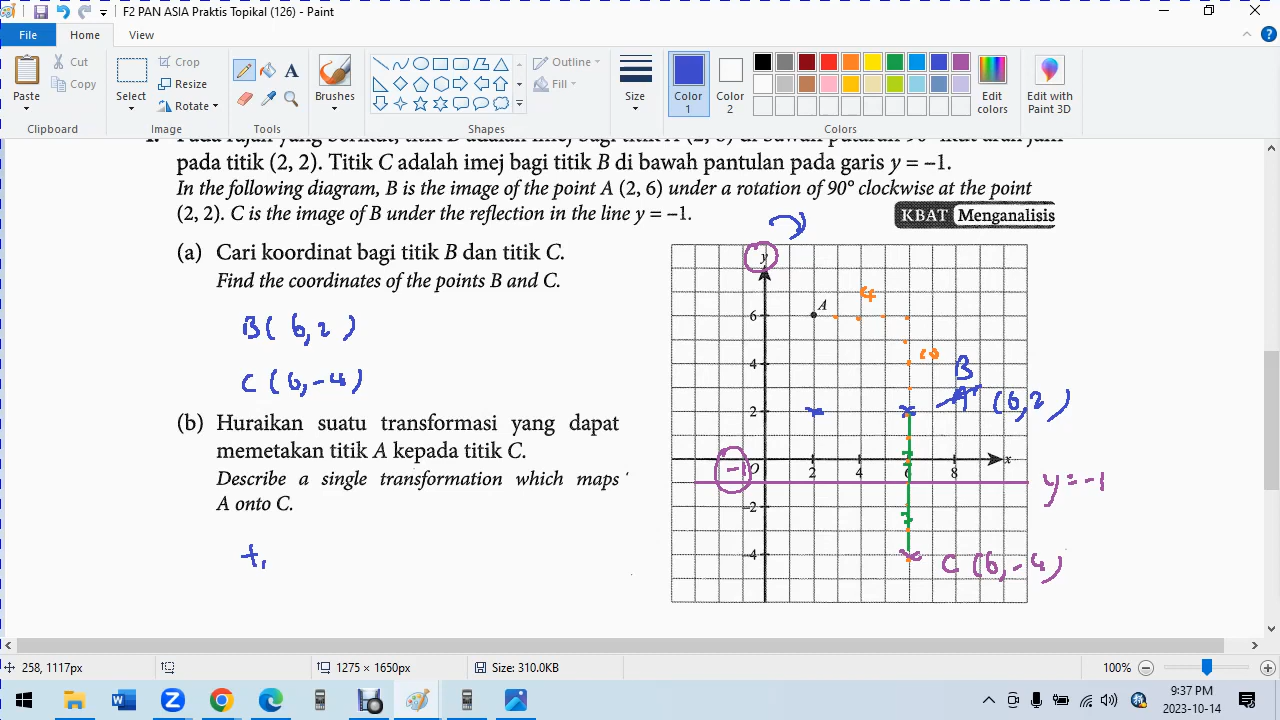 F2 PAN ASIA Praktis Topikal (126) - Paint
File Home View
Paste
Cut
Copy
Clipboard
Select
Crop
Resize
Rotate
Image
Tools
Brushes
Shapes
Outline
Fill
Size
Color 1
Color 2
Colors
Edit colors
Edit with Paint 3D
pada titik (2, 2). Titik C adalah imej bagi titik B di bawah pantulan pada garis y = –1.
In the following diagram, B is the image of the point A (2, 6) under a rotation of 90° clockwise at the point
(2, 2). C is the image of B under the reflection in the line y = –1.
KBAT Menganalisis
(a) Cari koordinat bagi titik B dan titik C.
Find the coordinates of the points B and C.
B( 6, 2 )
C ( 6, -4 )
(b) Huraikan suatu transformasi yang dapat
memetakan titik A kepada titik C.
Describe a single transformation which maps
A onto C.
y
4
A
6
10
4
B
A' (6,2)
2
-1 O 2 4 6 8 x
y = -1
–2
–4
C (6, -4)
258, 1117px
1275 × 1650px
Size: 310.0KB
100%
9:37 PM
2023-10-14